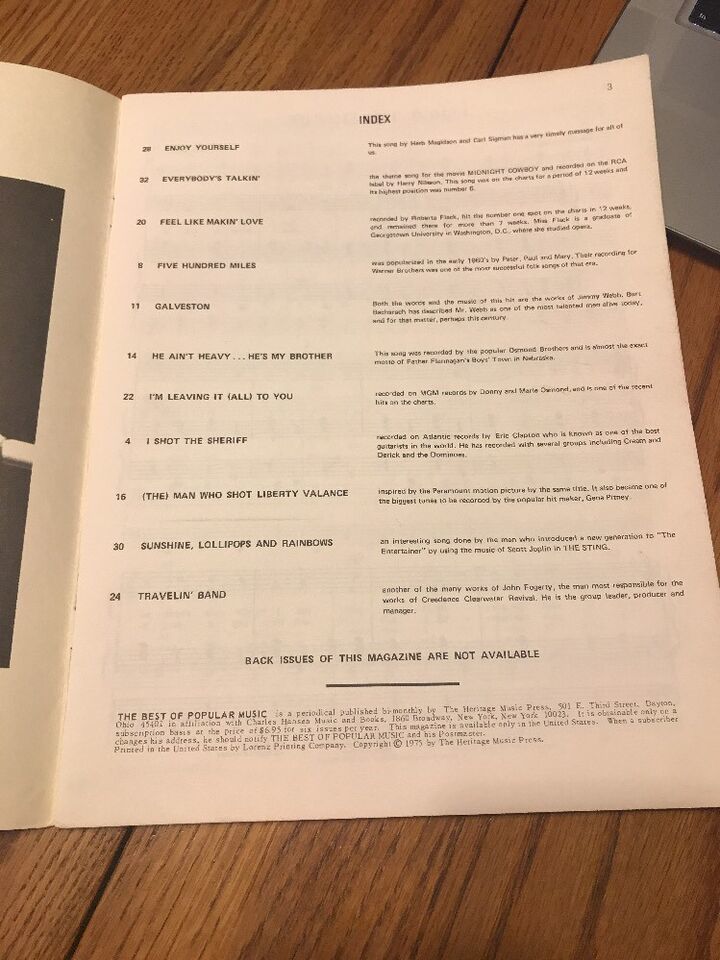 3
INDEX
28 ENJOY YOURSELF
This song by Herb Magidson and Carl Sigman has a very timely message for all of
us.
32 EVERYBODY'S TALKIN'
the theme song for the movie MIDNIGHT COWBOY and recorded on the RCA
label by Harry Nilsson. This song was on the charts for a period of 12 weeks and
its highest position was number 6.
20 FEEL LIKE MAKIN' LOVE
recorded by Roberta Flack, hit the number one spot on the charts in 12 weeks,
and remained there for more than 7 weeks. Miss Flack is a graduate of
Georgetown University in Washington, D.C., where she studied opera.
8 FIVE HUNDRED MILES
was popularized in the early 1960's by Peter, Paul and Mary. Their recording for
Warner Brothers was one of the most successful folk songs of that era.
11 GALVESTON
Both the words and the music of this hit are the works of Jimmy Webb. Burt
Bacharach has described Mr. Webb as one of the most talented men alive today,
and for that matter, perhaps this century.
14 HE AIN'T HEAVY...HE'S MY BROTHER
This song was recorded by the popular Osmond Brothers and is almost the exact
motto of Father Flannagan's Boys' Town in Nebraska.
22 I'M LEAVING IT (ALL) TO YOU
recorded on MGM records by Donny and Marie Osmond, and is one of the recent
hits on the charts.
4 I SHOT THE SHERIFF
recorded on Atlantic records by Eric Clapton who is known as one of the best
guitarists in the world. He has recorded with several groups including Cream and
Derick and the Dominoes.
16 (THE) MAN WHO SHOT LIBERTY VALANCE
inspired by the Paramount motion picture by the same title. It also became one of
the biggest tunes to be recorded by the popular hit maker, Gene Pitney.
30 SUNSHINE, LOLLIPOPS AND RAINBOWS
an interesting song done by the man who introduced a new generation to "The
Entertainer" by using the music of Scott Joplin in THE STING.
24 TRAVELIN' BAND
another of the many works of John Fogerty, the man most responsible for the
works of Creedence Clearwater Revival. He is the group leader, producer and
manager.
BACK ISSUES OF THIS MAGAZINE ARE NOT AVAILABLE
THE BEST OF POPULAR MUSIC is a periodical published bi-monthly by The Heritage Music Press, 501 E. Third Street, Dayton,
Ohio 45401 in affiliation with Charles Hansen Music and Books, 1860 Broadway, New York, New York 10023. It is obtainable only on a
subscription basis at the price of $6.95 for six issues per year. This magazine is available only in the United States. When a subscriber
changes his address, he should notify THE BEST OF POPULAR MUSIC and his Postmaster.
Printed in the United States by Lorenz Printing Company. Copyright © 1975 by The Heritage Music Press.